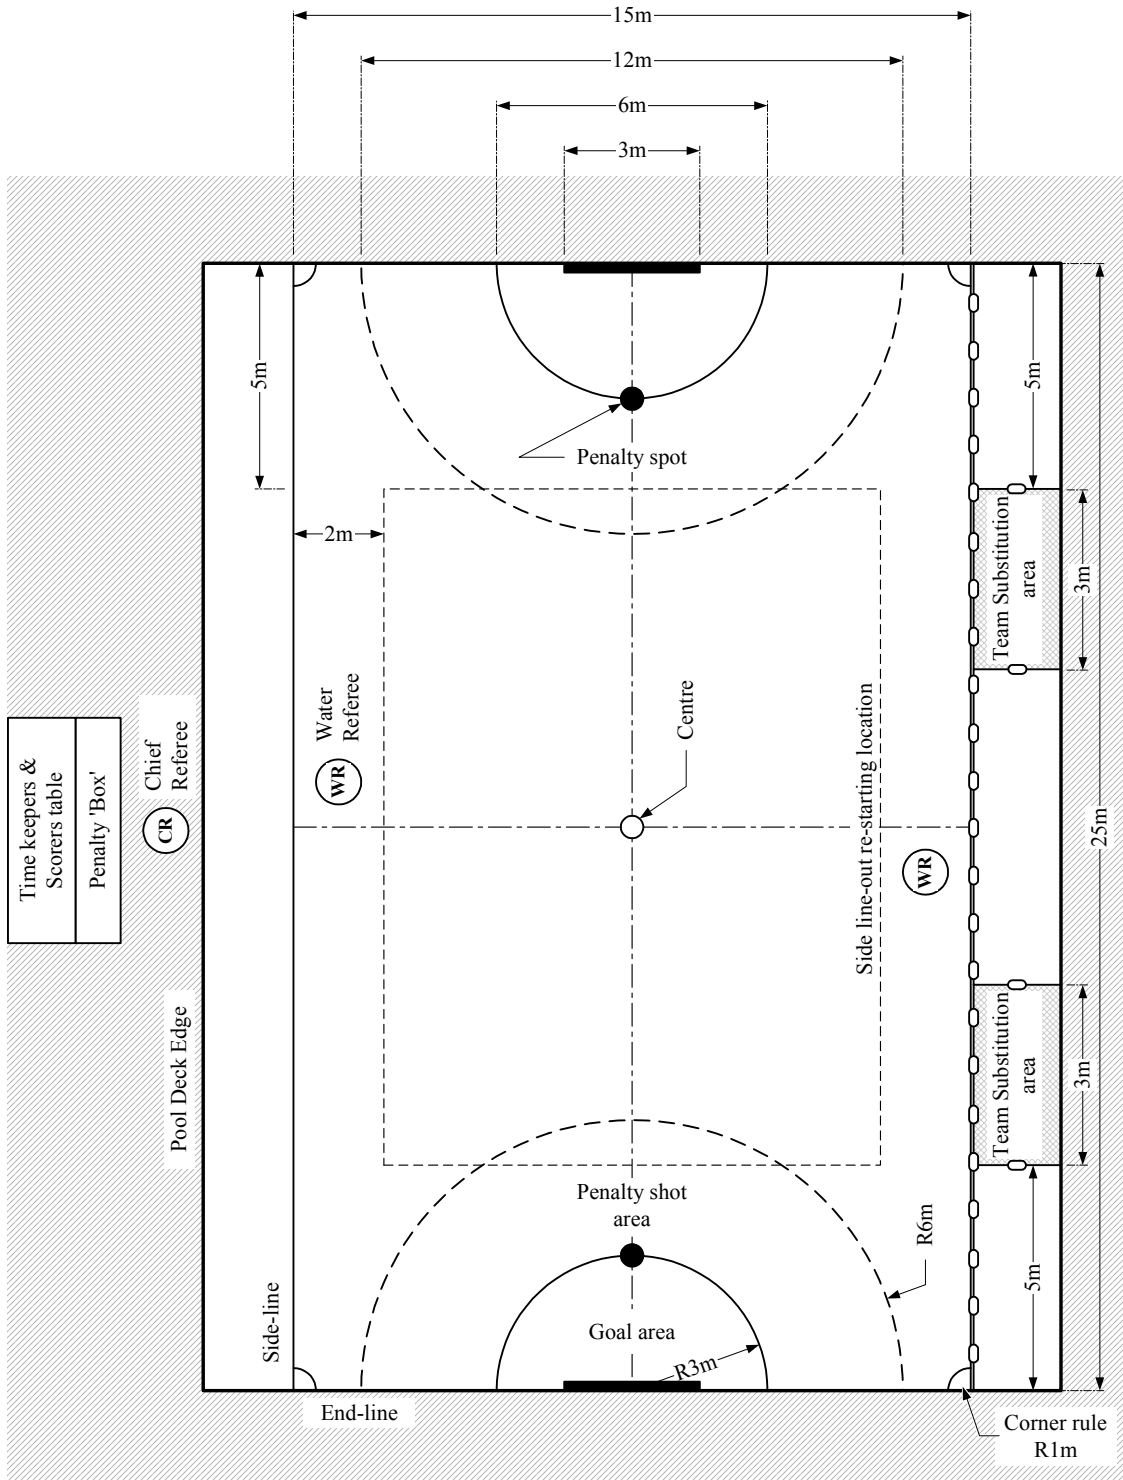 15m
12m
6m
3m
5m
5m
Penalty spot
2m
Team Substitution
area
3m
Water
Referee
WR
Chief
Referee
CR
Time keepers &
Scorers table
Penalty 'Box'
Centre
Side line-out re-starting location
WR
25m
Pool Deck Edge
Team Substitution
area
3m
Penalty shot
area
R6m
5m
Side-line
Goal area
R3m
End-line
Corner rule
R1m